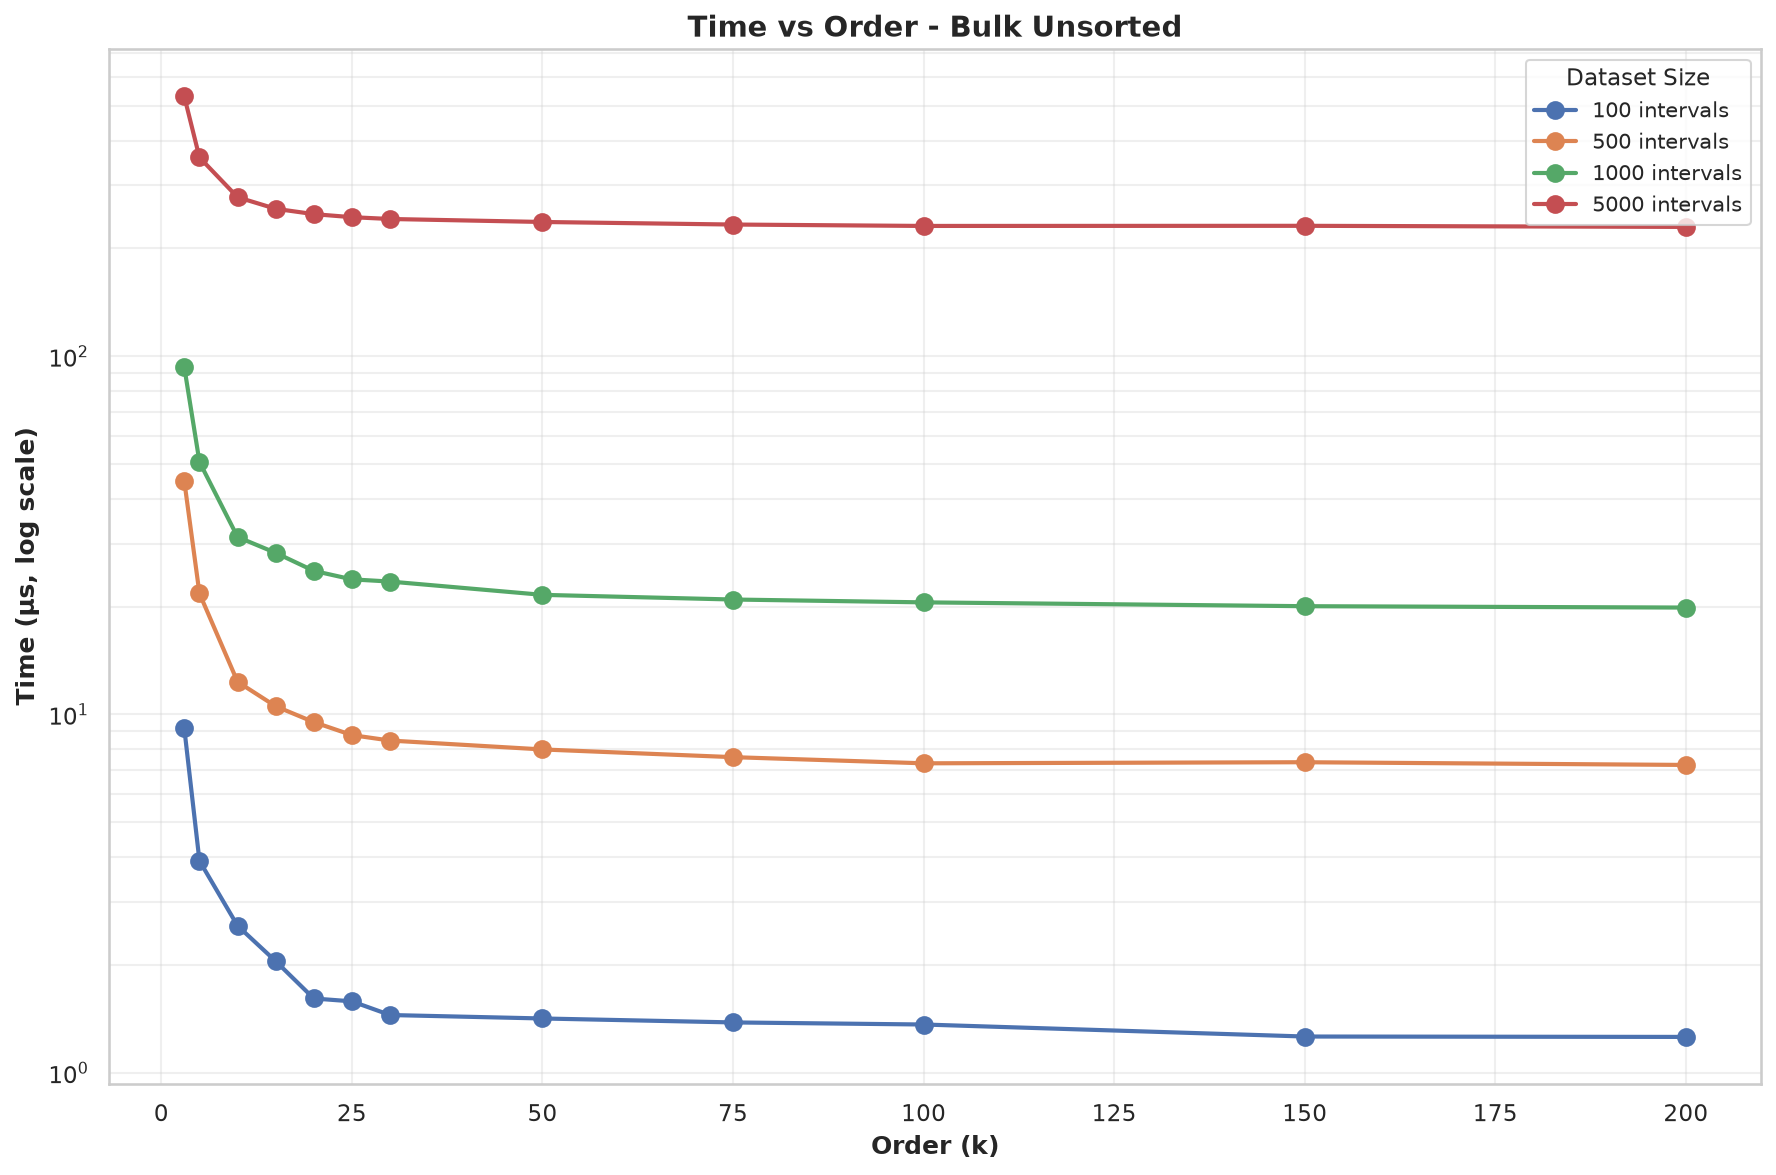 Time vs Order - Bulk Unsorted
Dataset Size
100 intervals
500 intervals
1000 intervals
5000 intervals
Time (µs, log scale)
10²
10¹
10⁰
0 25 50 75 100 125 150 175 200
Order (k)